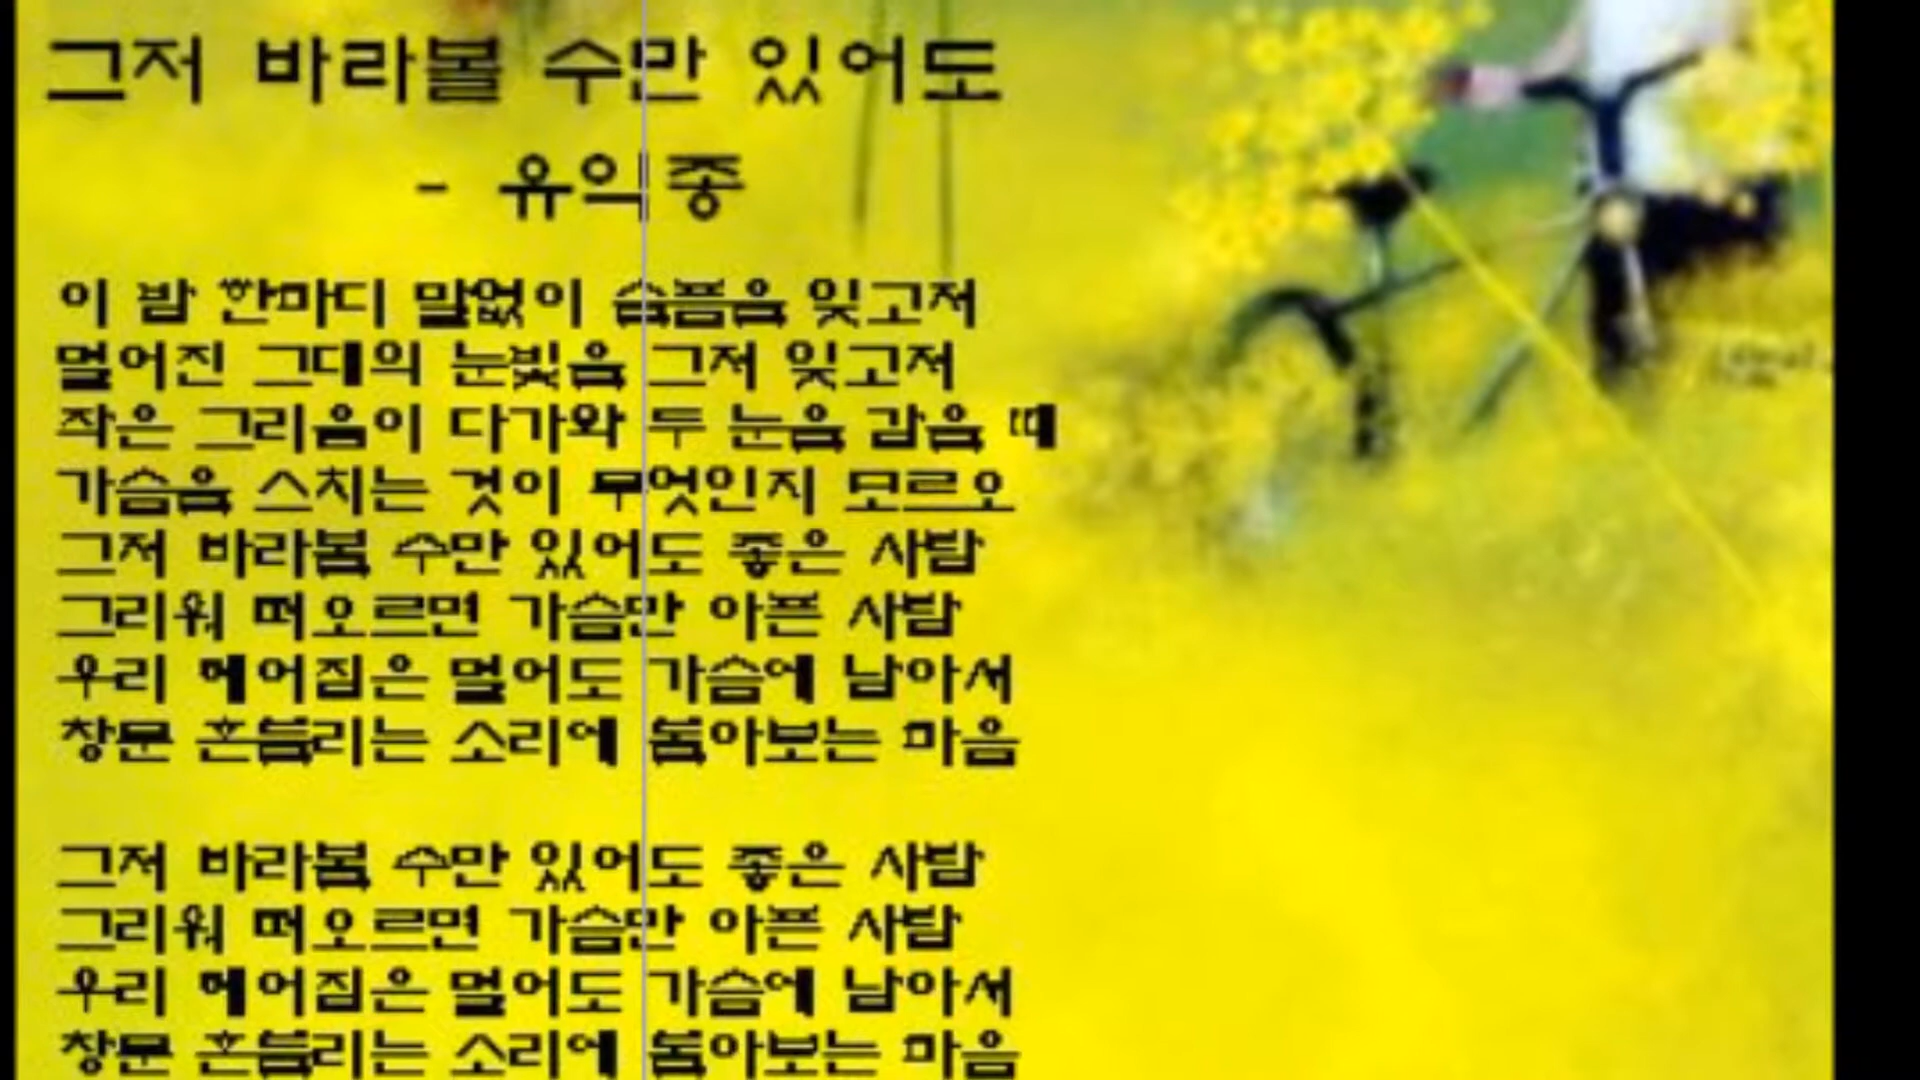 그저 바라볼 수만 있어도
- 유익종
이 밤 한마디 말없이 슬픔을 잊고저
멀어진 그대의 눈빛을 그저 잊고저
작은 그리움이 다가와 두 눈을 감을 때
가슴을 스치는 것이 무엇인지 모르오
그저 바라볼 수만 있어도 좋은 사람
그리워 떠오르면 가슴만 아픈 사람
우리 헤어짐은 멀어도 가슴에 남아서
창문 흔들리는 소리에 돌아보는 마음
그저 바라볼 수만 있어도 좋은 사람
그리워 떠오르면 가슴만 아픈 사람
우리 헤어짐은 멀어도 가슴에 남아서
창문 흔들리는 소리에 돌아보는 마음